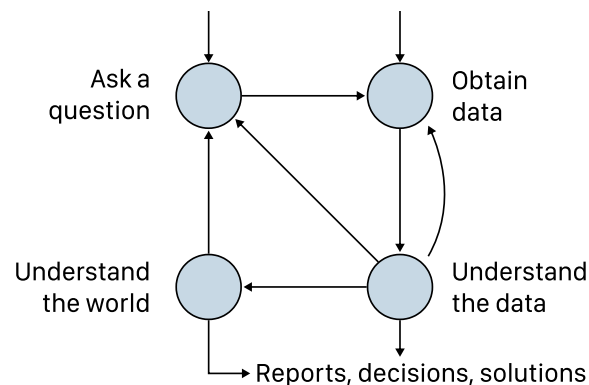 Ask a
question
Obtain
data
Understand
the world
Understand
the data
Reports, decisions, solutions